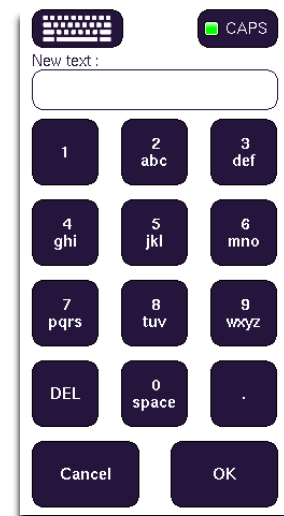 CAPS
New text :
1
2
abc
3
def
4
ghi
5
jkl
6
mno
7
pqrs
8
tuv
9
wxyz
DEL
0
space
.
Cancel
OK